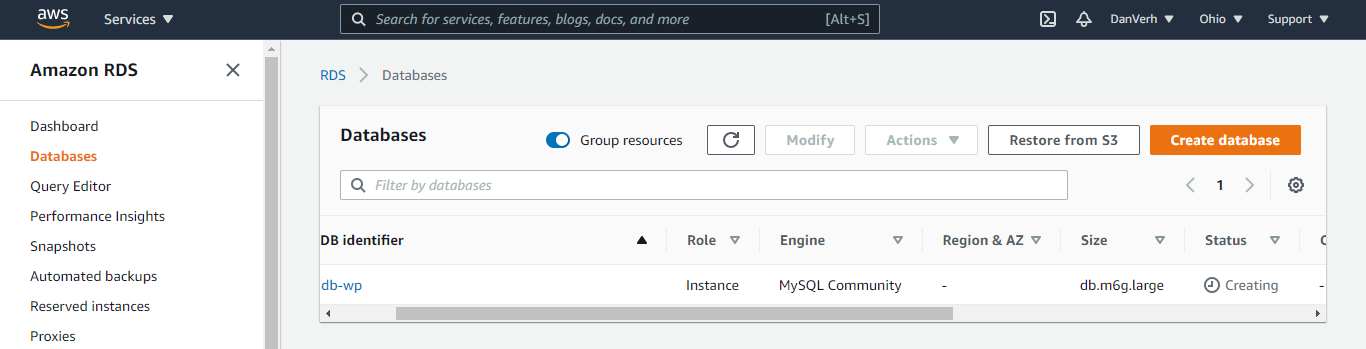 aws Services Search for services, features, blogs, docs, and more [Alt+S] DanVerh Ohio Support
Amazon RDS
Dashboard
Databases
Query Editor
Performance Insights
Snapshots
Automated backups
Reserved instances
Proxies
RDS Databases
Databases Group resources Modify Actions Restore from S3 Create database
Filter by databases 1
DB identifier Role Engine Region & AZ Size Status
db-wp Instance MySQL Community - db.m6g.large Creating -